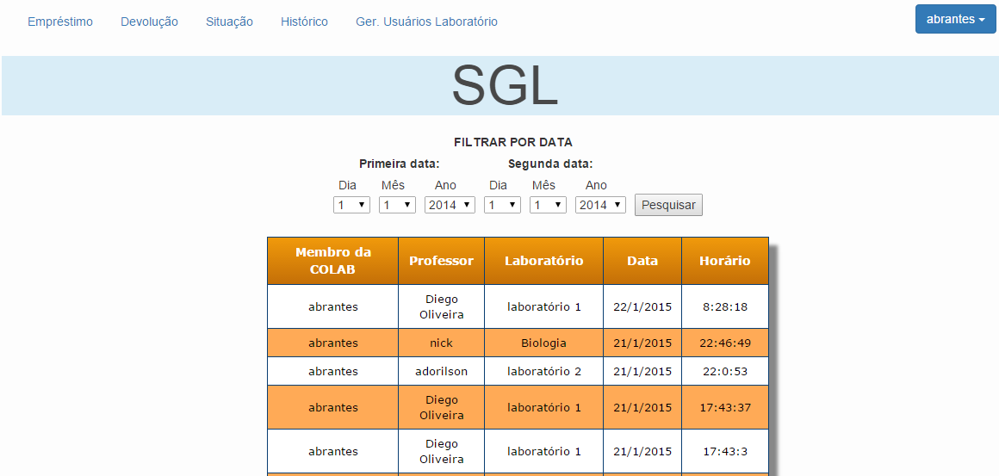 Empréstimo Devolução Situação Histórico Ger. Usuários Laboratório abrantes
SGL
FILTRAR POR DATA
Primeira data: Segunda data:
Dia Mês Ano Dia Mês Ano
1 1 2014 1 1 2014 Pesquisar
Membro da COLAB Professor Laboratório Data Horário
abrantes Diego Oliveira laboratório 1 22/1/2015 8:28:18
abrantes nick Biologia 21/1/2015 22:46:49
abrantes adorilson laboratório 2 21/1/2015 22:0:53
abrantes Diego Oliveira laboratório 1 21/1/2015 17:43:37
abrantes Diego Oliveira laboratório 1 21/1/2015 17:43:3